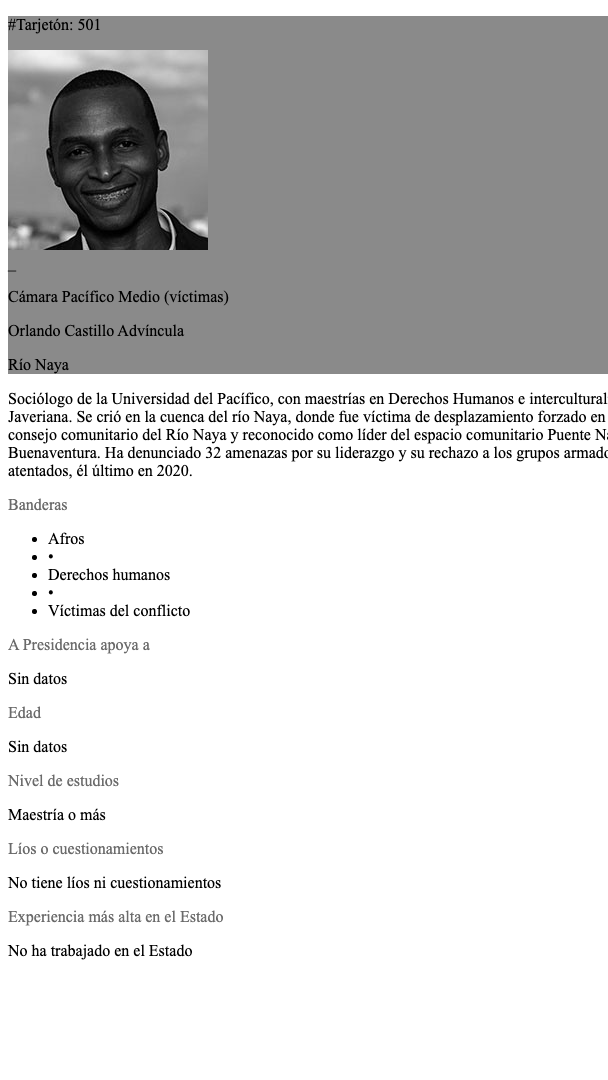 #Tarjetón: 501
_
Cámara Pacífico Medio (víctimas)
Orlando Castillo Advíncula
Río Naya
Sociólogo de la Universidad del Pacífico, con maestrías en Derechos Humanos e intercultural
Javeriana. Se crió en la cuenca del río Naya, donde fue víctima de desplazamiento forzado en
consejo comunitario del Río Naya y reconocido como líder del espacio comunitario Puente
Buenaventura. Ha denunciado 32 amenazas por su liderazgo y su rechazo a los grupos armado
atentados, él último en 2020.
Banderas
• Afros
• •
• Derechos humanos
• •
• Víctimas del conflicto
A Presidencia apoya a
Sin datos
Edad
Sin datos
Nivel de estudios
Maestría o más
Líos o cuestionamientos
No tiene líos ni cuestionamientos
Experiencia más alta en el Estado
No ha trabajado en el Estado